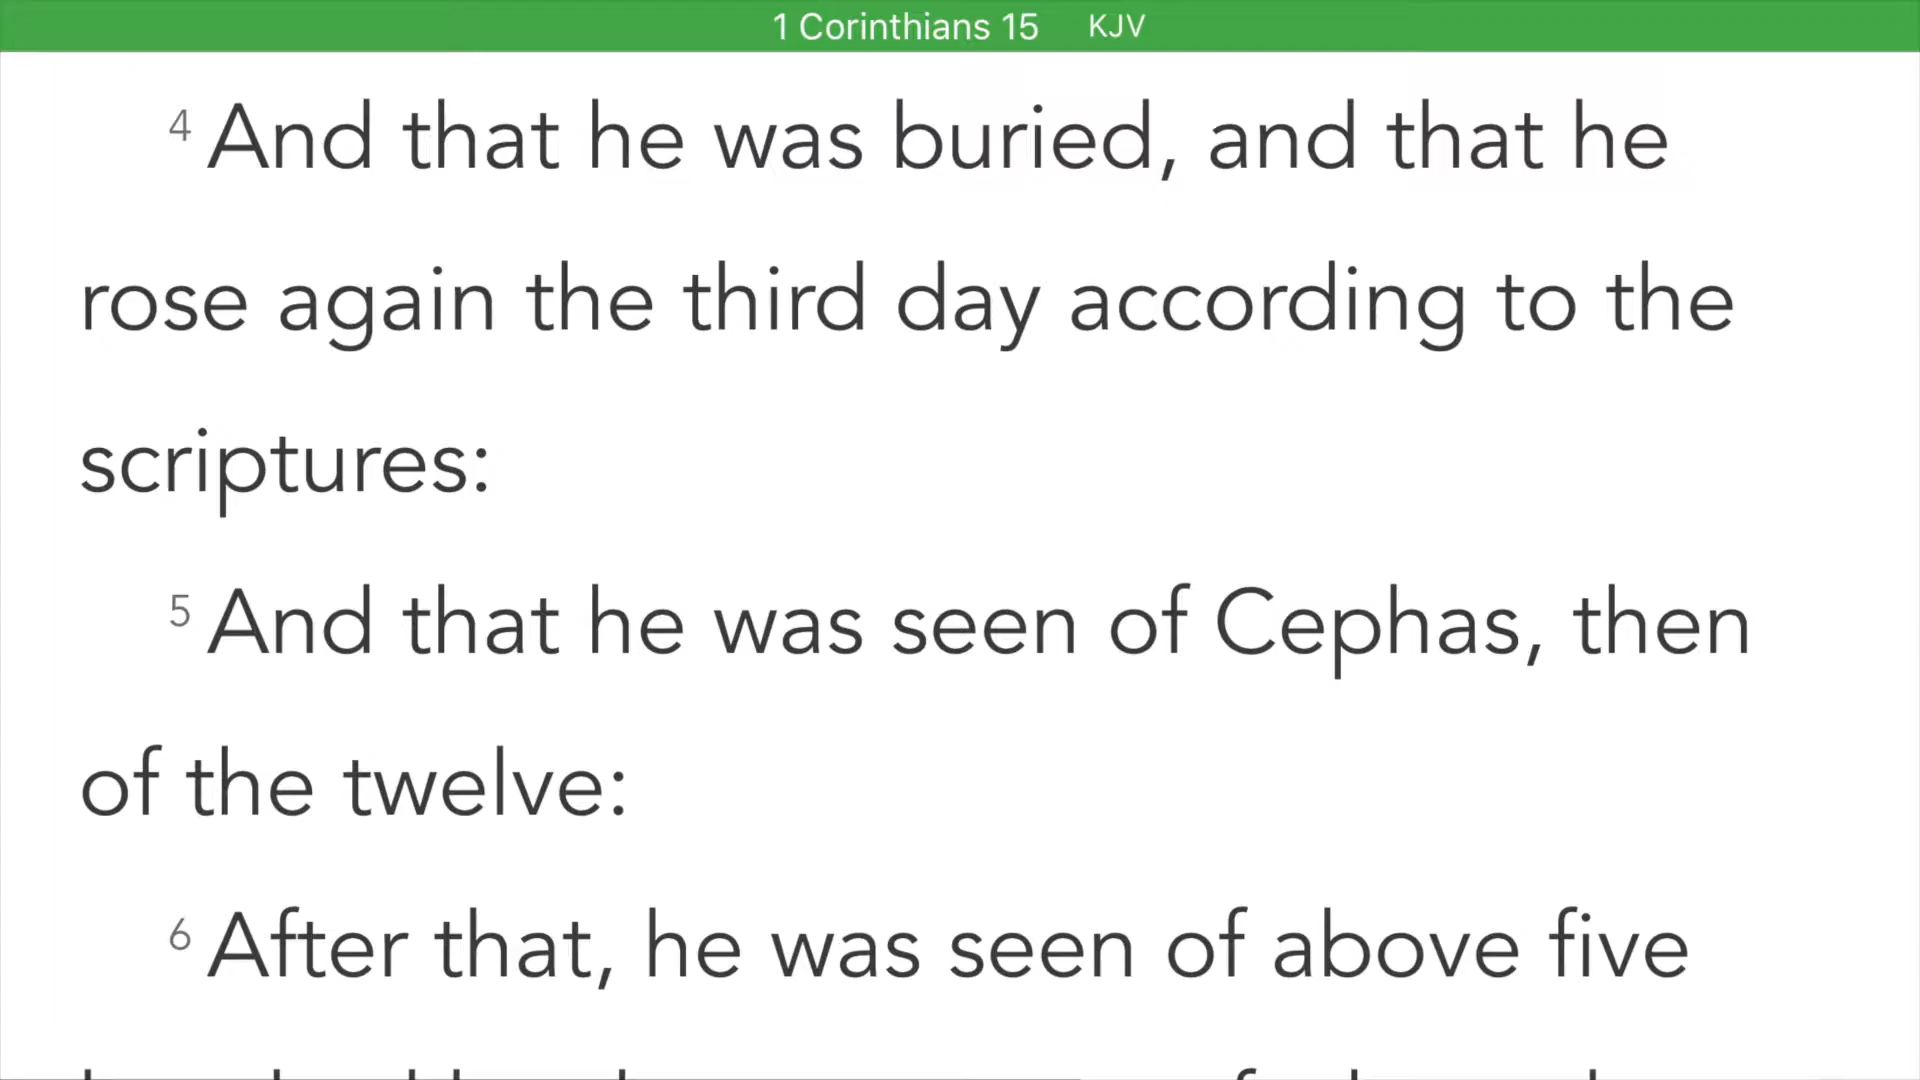 1 Corinthians 15 KJV
4 And that he was buried, and that he
rose again the third day according to the
scriptures:
5 And that he was seen of Cephas, then
of the twelve:
6 After that, he was seen of above five